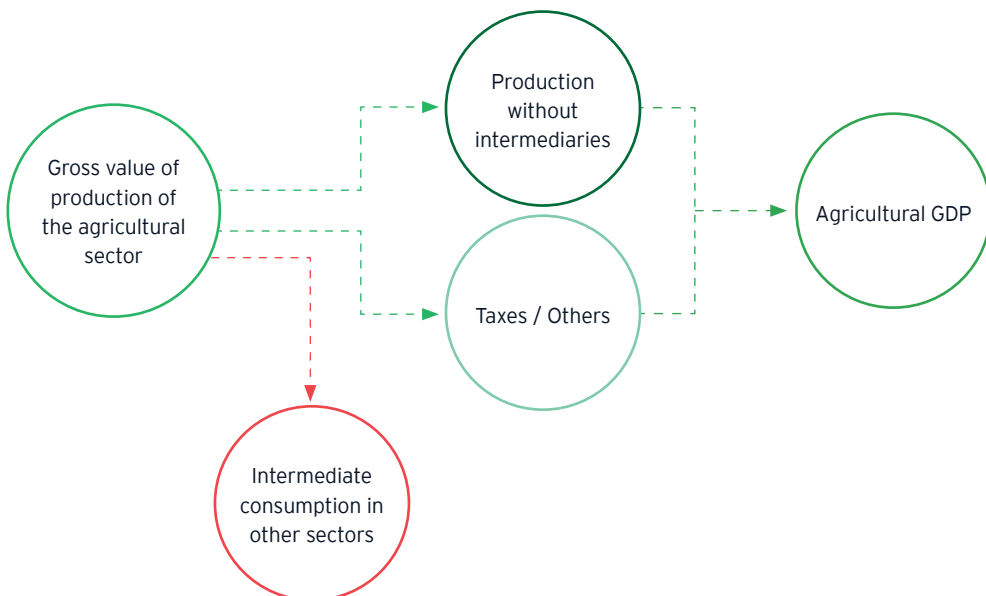 Gross value of
production of
the agricultural
sector
Production
without
intermediaries
Taxes / Others
Agricultural GDP
Intermediate
consumption in
other sectors